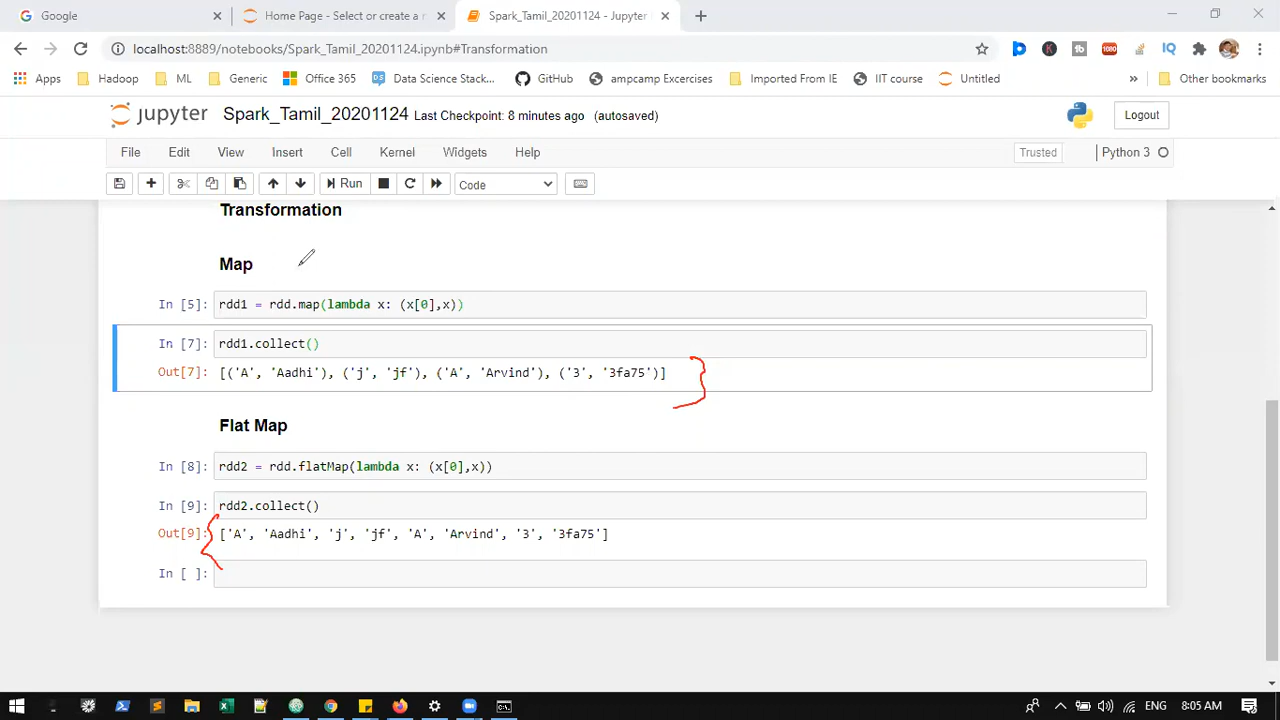 Google
Home Page - Select or create a n
Spark_Tamil_20201124 - Jupyter
localhost:8889/notebooks/Spark_Tamil_20201124.ipynb#Transformation
Apps Hadoop ML Generic Office 365 Data Science Stack... GitHub ampcamp Excercises Imported From IE IIT course Untitled » Other bookmarks
jupyter Spark_Tamil_20201124 Last Checkpoint: 8 minutes ago (autosaved) Logout
File Edit View Insert Cell Kernel Widgets Help Trusted Python 3
Run Code
Transformation
Map
In [5]: rdd1 = rdd.map(lambda x: (x[0],x))
In [7]: rdd1.collect()
Out[7]: [('A', 'Aadhi'), ('j', 'jf'), ('A', 'Arvind'), ('3', '3fa75')]
Flat Map
In [8]: rdd2 = rdd.flatMap(lambda x: (x[0],x))
In [9]: rdd2.collect()
Out[9]: ['A', 'Aadhi', 'j', 'jf', 'A', 'Arvind', '3', '3fa75']
In [ ]:
ENG 8:05 AM